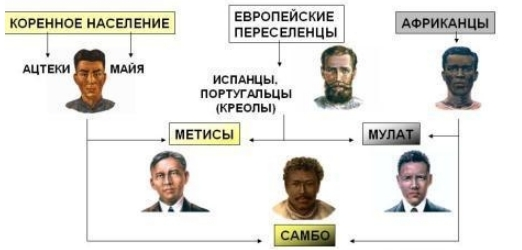 КОРЕННОЕ НАСЕЛЕНИЕ
ЕВРОПЕЙСКИЕ
ПЕРЕСЕЛЕНЦЫ
АФРИКАНЦЫ
АЦТЕКИ
МАЙЯ
ИСПАНЦЫ,
ПОРТУГАЛЬЦЫ
(КРЕОЛЫ)
МЕТИСЫ
МУЛАТ
САМБО